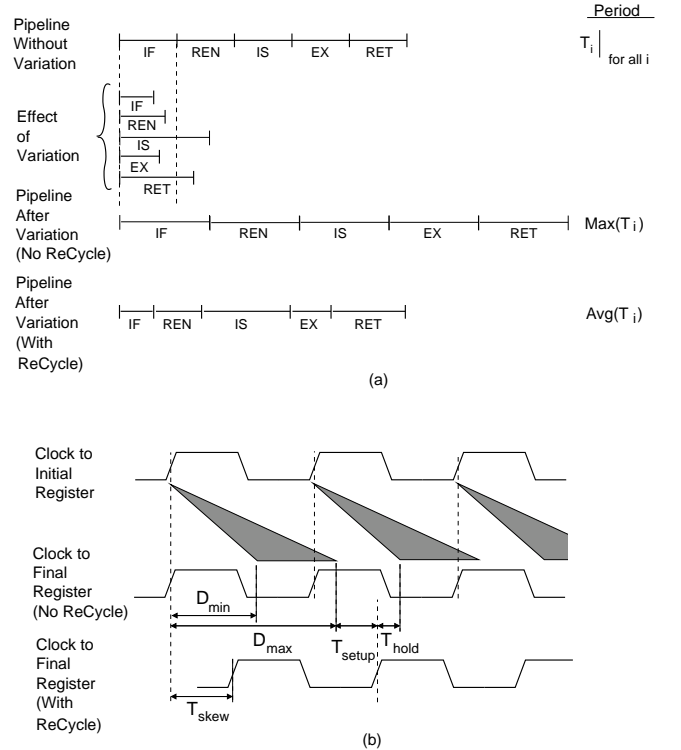 Period
Pipeline
Without
Variation
IF REN IS EX RET
T i for all i
Effect
of
Variation
IF
REN
IS
EX
RET
Pipeline
After
Variation
(No ReCycle)
IF REN IS EX RET
Max(T i)
Pipeline
After
Variation
(With
ReCycle)
IF REN IS EX RET
Avg(T i)
(a)
Clock to
Initial
Register
Clock to
Final
Register
(No ReCycle)
D min
D max T setup T hold
Clock to
Final
Register
(With
ReCycle)
T skew
(b)